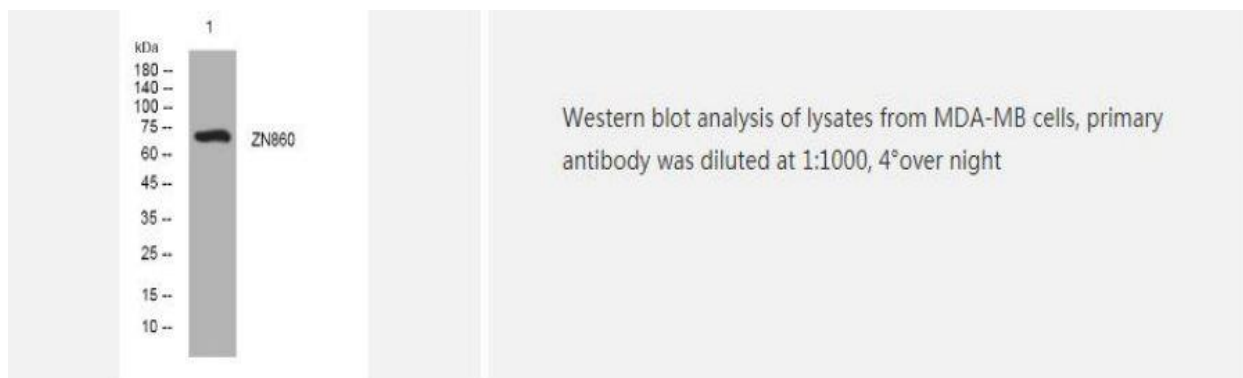 1
kDa
180 --
140 --
100 --
75 --
ZN860
60 --
45 --
35 --
25 --
15 --
10 --
Western blot analysis of lysates from MDA-MB cells, primary
antibody was diluted at 1:1000, 4°over night